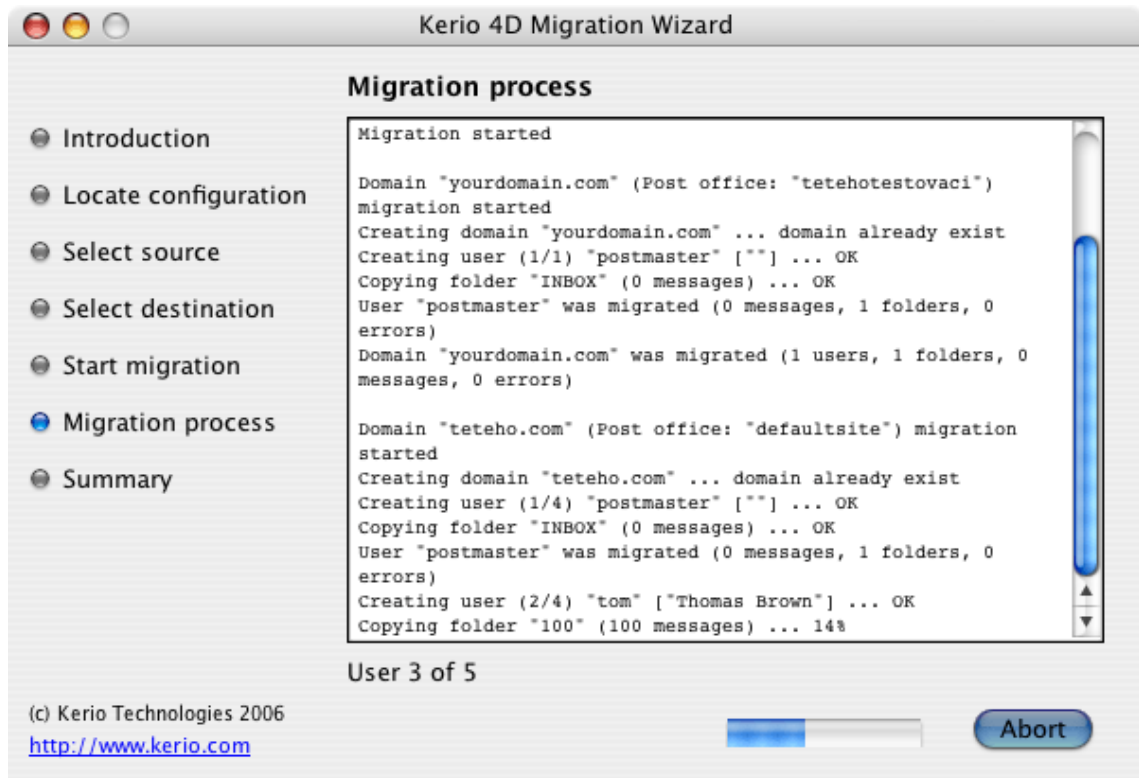 Kerio 4D Migration Wizard
Migration process
Introduction
Locate configuration
Select source
Select destination
Start migration
Migration process
Summary
Migration started
Domain "yourdomain.com" (Post office: "tetehotestovaci")
migration started
Creating domain "yourdomain.com" ... domain already exist
Creating user (1/1) "postmaster" [""] ... OK
Copying folder "INBOX" (0 messages) ... OK
User "postmaster" was migrated (0 messages, 1 folders, 0
errors)
Domain "yourdomain.com" was migrated (1 users, 1 folders, 0
messages, 0 errors)
Domain "teteho.com" (Post office: "defaultsite") migration
started
Creating domain "teteho.com" ... domain already exist
Creating user (1/4) "postmaster" [""] ... OK
Copying folder "INBOX" (0 messages) ... OK
User "postmaster" was migrated (0 messages, 1 folders, 0
errors)
Creating user (2/4) "tom" ["Thomas Brown"] ... OK
Copying folder "100" (100 messages) ... 14%
User 3 of 5
(c) Kerio Technologies 2006
http://www.kerio.com
Abort